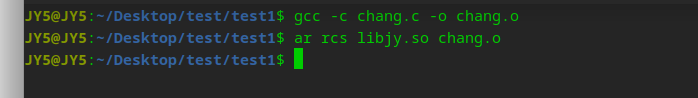 JY5@JY5:~/Desktop/test/test1$ gcc -c chang.c -o chang.o
JY5@JY5:~/Desktop/test/test1$ ar rcs libjy.so chang.o
JY5@JY5:~/Desktop/test/test1$